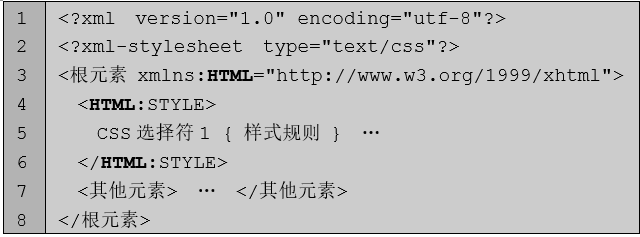 1 <?xml version="1.0" encoding="utf-8"?>
2 <?xml-stylesheet type="text/css"?>
3 <根元素 xmlns:HTML="http://www.w3.org/1999/xhtml">
4 <HTML:STYLE>
5 CSS 选择符 1 { 样式规则 } …
6 </HTML:STYLE>
7 <其他元素> … </其他元素>
8 </根元素>